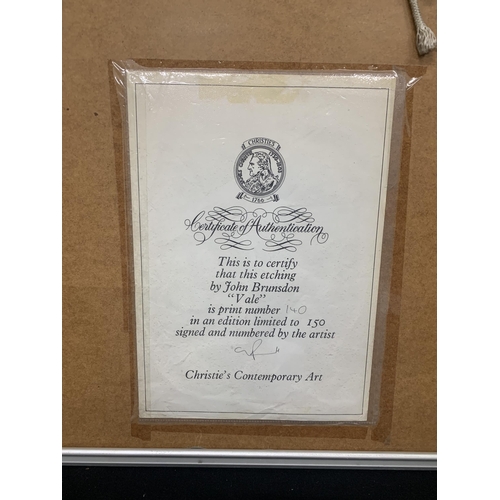 CHRISTIE'S
1766
Certificate of Authentication
This is to certify
that this etching
by John Brunsdon
"Vale"
is print number 140
in an edition limited to 150
signed and numbered by the artist
Christie's Contemporary Art